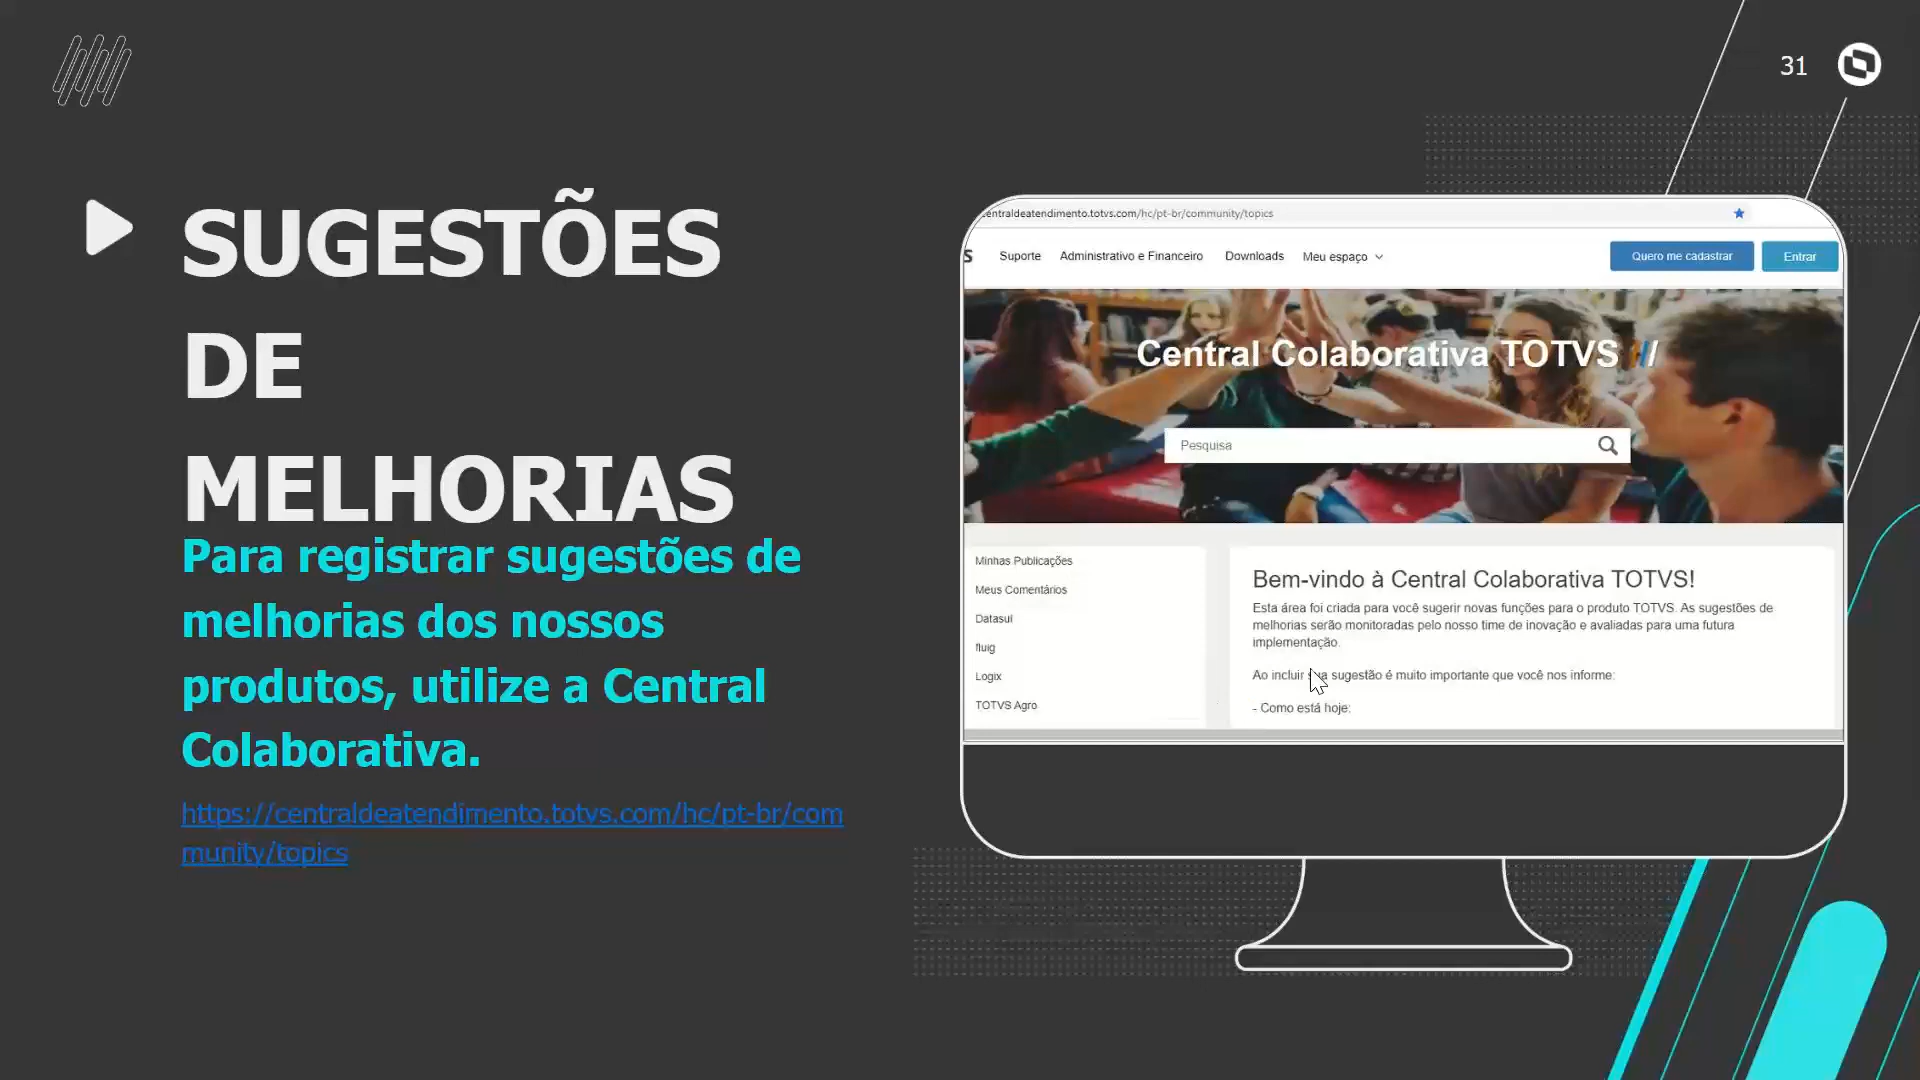 31
SUGESTÕES
DE
MELHORIAS
Para registrar sugestões de
melhorias dos nossos
produtos, utilize a Central
Colaborativa.
https://centraldeatendimento.totvs.com/hc/pt-br/com
munity/topics
centraldeatendimento.totvs.com/hc/pt-br/community/topics
S Suporte Administrativo e Financeiro Downloads Meu espaço Quero me cadastrar Entrar
Central Colaborativa TOTVS
Pesquisa
Minhas Publicações
Meus Comentários
Datasul
fluig
Logix
TOTVS Agro
Bem-vindo à Central Colaborativa TOTVS!
Esta área foi criada para você sugerir novas funções para o produto TOTVS. As sugestões de
melhorias serão monitoradas pelo nosso time de inovação e avaliadas para uma futura
implementação.
Ao incluir sua sugestão é muito importante que você nos informe:
- Como está hoje: